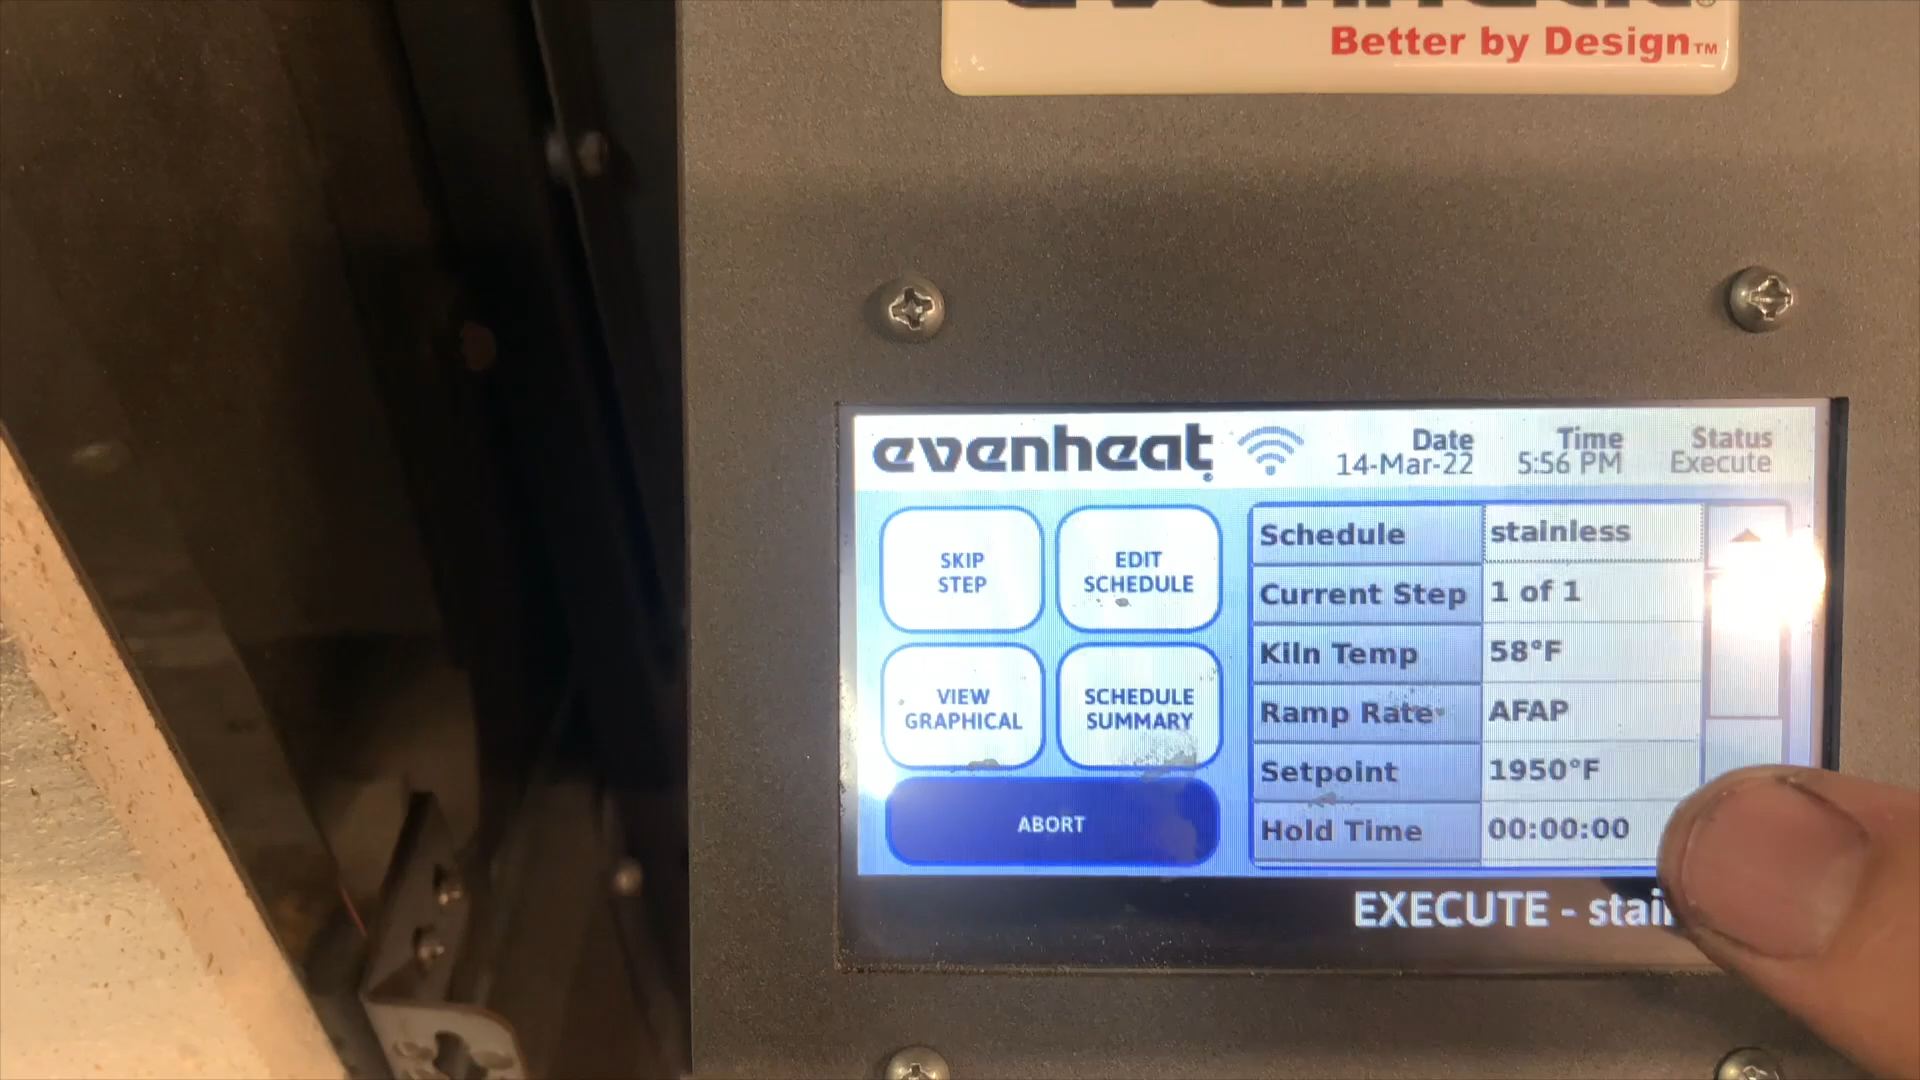 evenheat
Better by Design™
evenheat
Date
14-Mar-22
Time
5:56 PM
Status
Execute
SKIP
STEP
EDIT
SCHEDULE
VIEW
GRAPHICAL
SCHEDULE
SUMMARY
ABORT
Schedule stainless
Current Step 1 of 1
Kiln Temp 58°F
Ramp Rate AFAP
Setpoint 1950°F
Hold Time 00:00:00
EXECUTE - stai